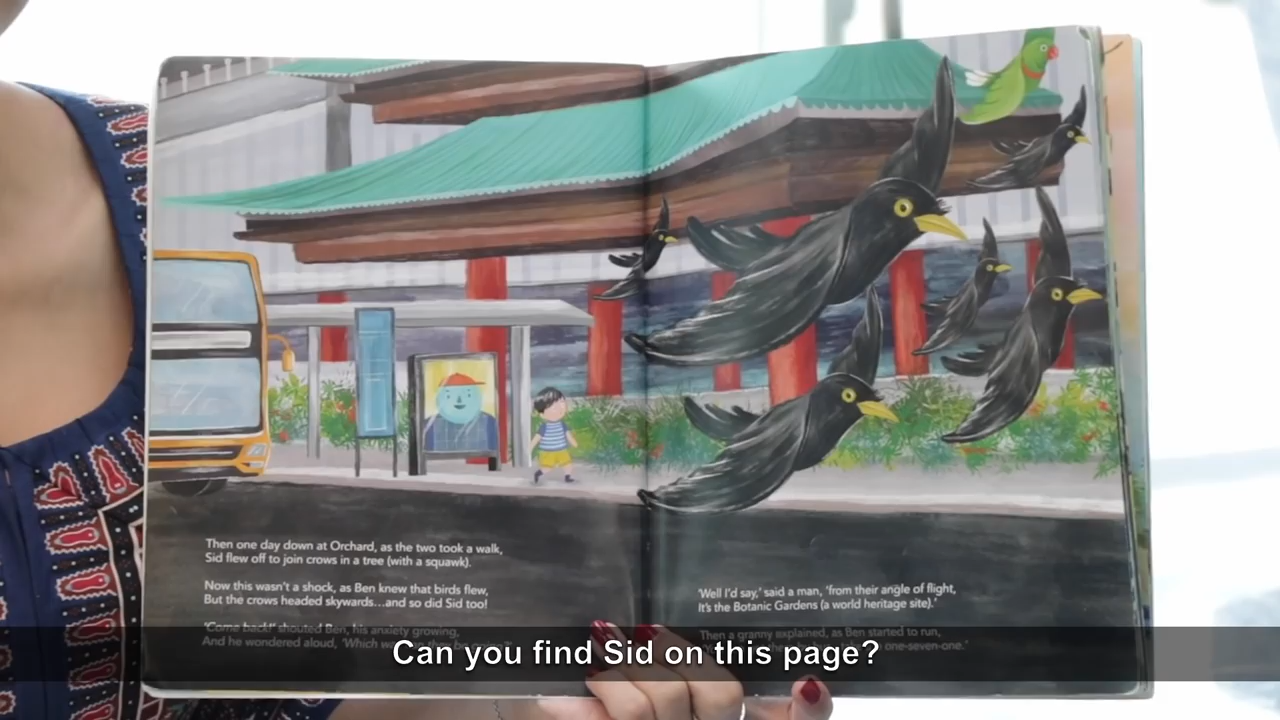 Then one day down at Orchard, as the two took a walk,
Sid flew off to join crows in a tree (with a squawk).
Now this wasn't a shock, as Ben knew that birds flew,
But the crows headed skywards...and so did Sid too!
'Come back!' shouted Ben, his anxiety growing,
And he wondered aloud, 'Which
'Well I'd say,' said a man, 'from their angle of flight,
It's the Botanic Gardens (a world heritage site).'
Then a granny explained, as Ben started to run,
one-seven-one.'
Can you find Sid on this page?